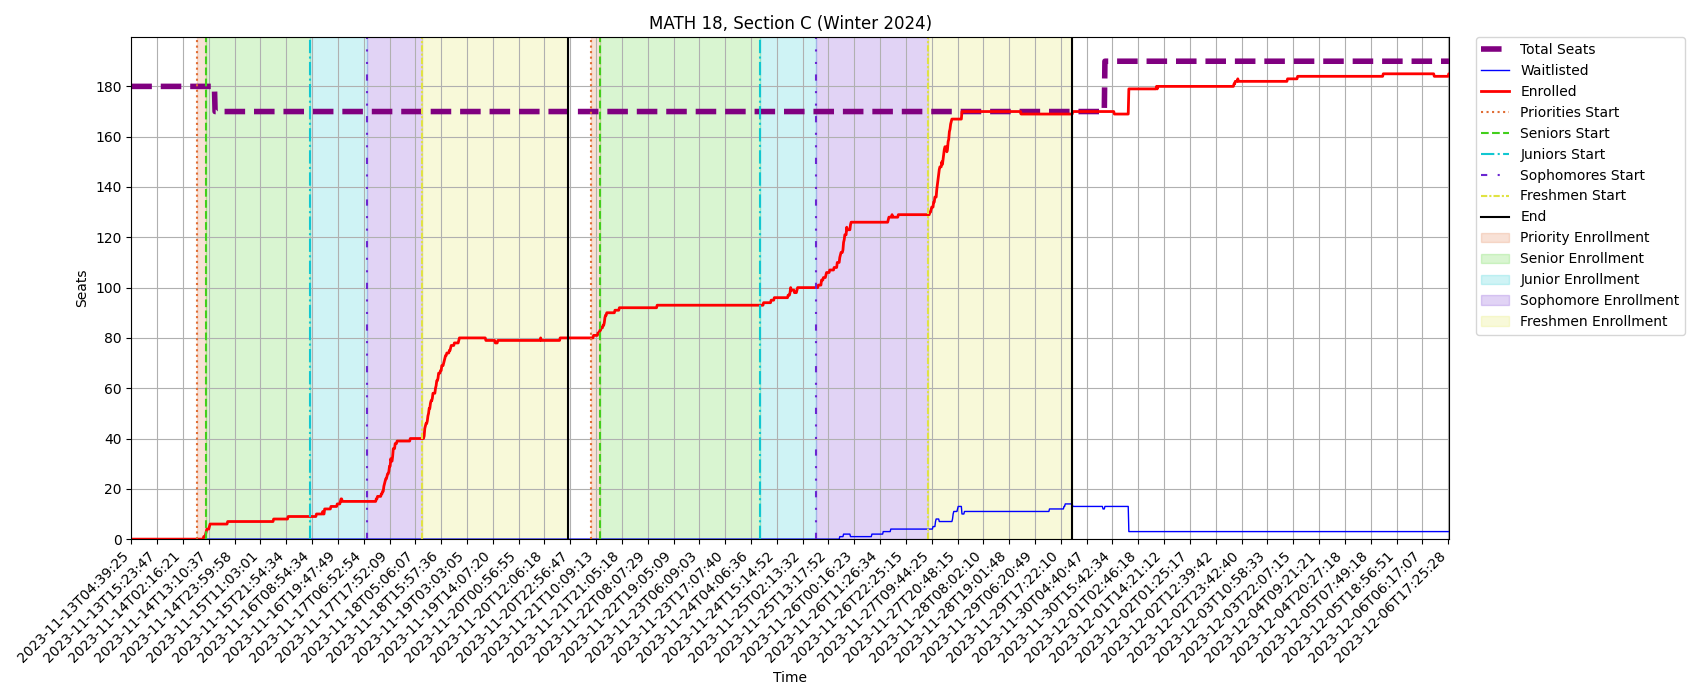 MATH 18, Section C (Winter 2024)
Seats
180
160
140
120
100
80
60
40
20
0
2023-11-13T04:39:25
2023-11-13T15:23:47
2023-11-14T02:16:21
2023-11-14T13:10:37
2023-11-14T23:59:58
2023-11-15T11:03:01
2023-11-15T21:54:34
2023-11-16T08:54:34
2023-11-16T19:47:49
2023-11-17T06:52:54
2023-11-17T17:52:09
2023-11-18T05:06:07
2023-11-18T15:57:36
2023-11-19T03:03:05
2023-11-19T14:07:20
2023-11-20T00:56:55
2023-11-20T12:06:18
2023-11-20T22:56:47
2023-11-21T10:09:13
2023-11-21T21:05:18
2023-11-22T08:07:29
2023-11-22T19:05:09
2023-11-23T06:09:03
2023-11-23T17:07:40
2023-11-24T04:06:36
2023-11-24T15:14:52
2023-11-25T02:13:32
2023-11-25T13:17:52
2023-11-26T00:16:23
2023-11-26T11:26:34
2023-11-26T22:25:15
2023-11-27T09:44:25
2023-11-27T20:48:15
2023-11-28T08:02:10
2023-11-28T19:01:48
2023-11-29T06:20:49
2023-11-29T17:22:10
2023-11-30T04:40:47
2023-11-30T15:42:34
2023-12-01T02:46:18
2023-12-01T14:21:12
2023-12-02T01:25:17
2023-12-02T12:39:42
2023-12-02T23:42:40
2023-12-03T10:58:33
2023-12-03T22:07:15
2023-12-04T09:21:21
2023-12-04T20:27:18
2023-12-05T07:49:18
2023-12-05T18:56:51
2023-12-06T06:17:07
2023-12-06T17:25:28
Time
Total Seats
Waitlisted
Enrolled
Priorities Start
Seniors Start
Juniors Start
Sophomores Start
Freshmen Start
End
Priority Enrollment
Senior Enrollment
Junior Enrollment
Sophomore Enrollment
Freshmen Enrollment